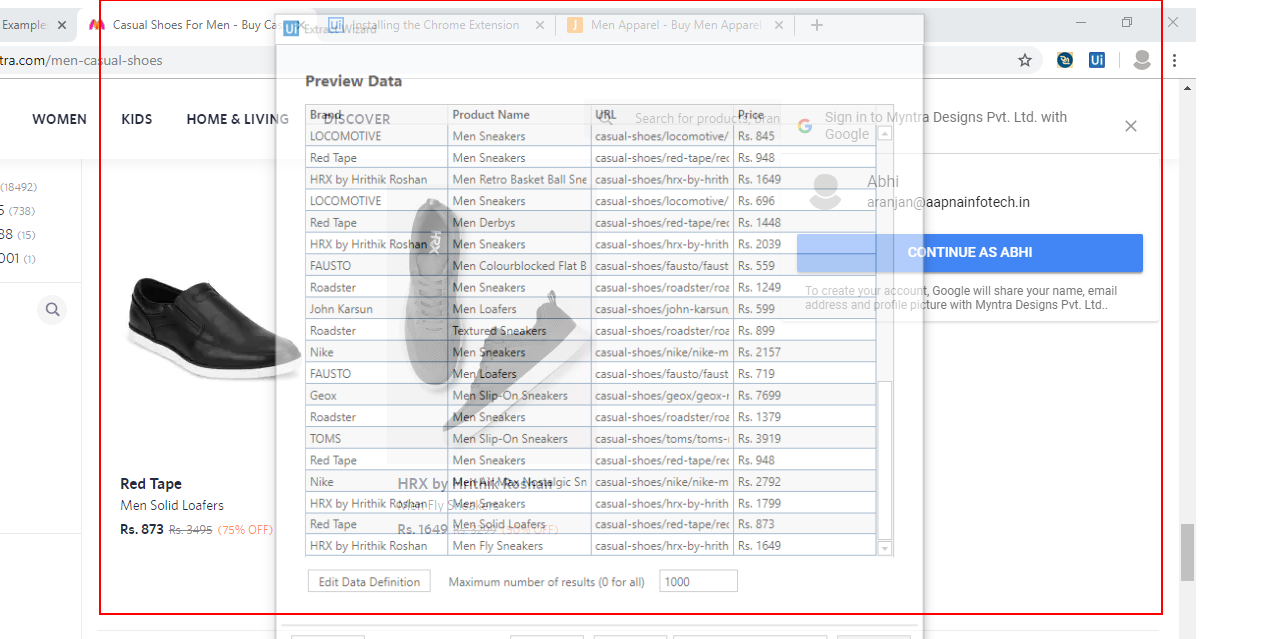 Examples
Casual Shoes For Men - Buy Cas
Installing the Chrome Extension
Men Apparel - Buy Men Apparel
Ui Extract Wizard
tra.com/men-casual-shoes
Ui
Preview Data
WOMEN KIDS HOME & LIVING DISCOVER
Search for products, bran
Sign in to Myntra Designs Pvt. Ltd. with
Google
Abhi
aranjan@aapnainfotech.in
CONTINUE AS ABHI
To create your account, Google will share your name, email
address and profile picture with Myntra Designs Pvt. Ltd..
(18492)
5 (738)
88 (15)
001 (1)
Brand Product Name URL Price
LOCOMOTIVE Men Sneakers casual-shoes/locomotive/ Rs. 845
Red Tape Men Sneakers casual-shoes/red-tape/rec Rs. 948
HRX by Hrithik Roshan Men Retro Basket Ball Sne casual-shoes/hrx-by-hrith Rs. 1649
LOCOMOTIVE Men Sneakers casual-shoes/locomotive/ Rs. 696
Red Tape Men Derbys casual-shoes/red-tape/rec Rs. 1448
HRX by Hrithik Roshan Men Sneakers casual-shoes/hrx-by-hrith Rs. 2039
FAUSTO Men Colourblocked Flat B casual-shoes/fausto/faust Rs. 559
Roadster Men Sneakers casual-shoes/roadster/roa Rs. 1249
John Karsun Men Loafers casual-shoes/john-karsun, Rs. 599
Roadster Textured Sneakers casual-shoes/roadster/roa Rs. 899
Nike Men Sneakers casual-shoes/nike/nike-m Rs. 2157
FAUSTO Men Loafers casual-shoes/fausto/faust Rs. 719
Geox Men Slip-On Sneakers casual-shoes/geox/geox-r Rs. 7699
Roadster Men Sneakers casual-shoes/roadster/roa Rs. 1379
TOMS Men Slip-On Sneakers casual-shoes/toms/toms- Rs. 3919
Red Tape Men Sneakers casual-shoes/red-tape/rec Rs. 948
Nike Men Air Max Nostalgic Sn casual-shoes/nike/nike-m Rs. 2792
HRX by Hrithik Roshan Men Sneakers casual-shoes/hrx-by-hrith Rs. 1799
Red Tape Men Solid Loafers casual-shoes/red-tape/rec Rs. 873
HRX by Hrithik Roshan Men Fly Sneakers casual-shoes/hrx-by-hrith Rs. 1649
Red Tape
Men Solid Loafers
Rs. 873 Rs. 3495 (75% OFF)
HRX by Hrithik Roshan
Men Fly Sneakers
Rs. 1649 Rs. 3299 (50% OFF)
Edit Data Definition Maximum number of results (0 for all) 1000